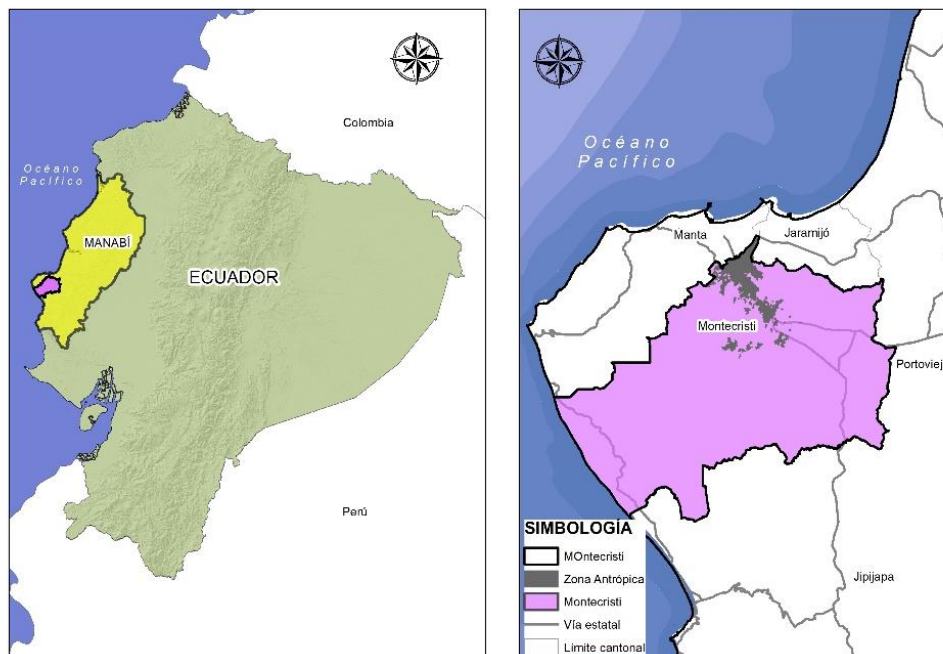 Colombia
Océano
Pacífico
MANABÍ
ECUADOR
Perú
Océano
Pacífico
Manta
Jaramijó
Montecristi
Portoviej
Jipijapa
SIMBOLOGÍA
MOntecristi
Zona Antrópica
Montecristi
Vía estatal
Limite cantonal